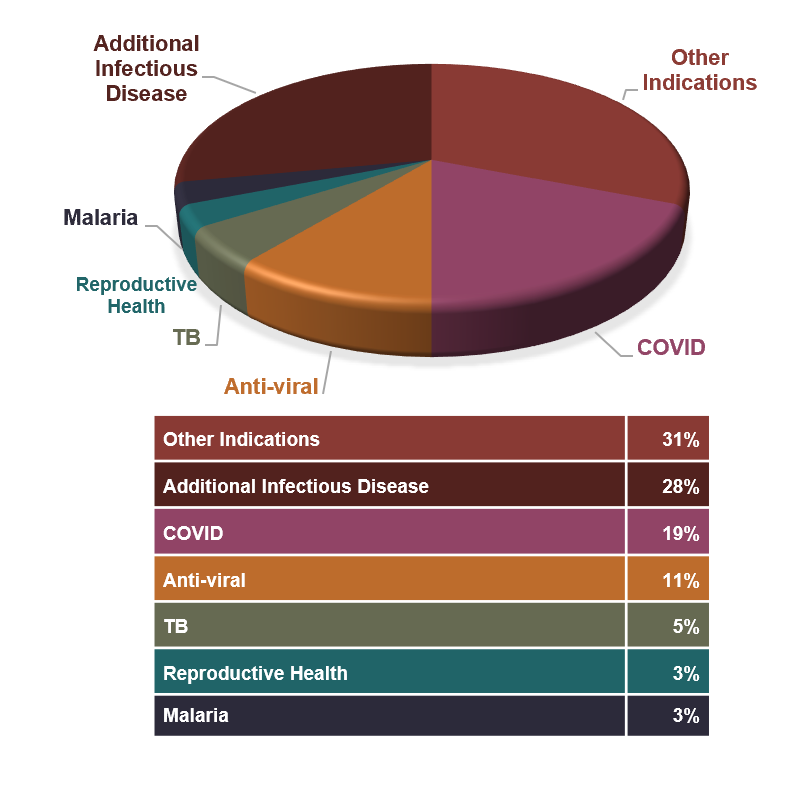 Additional
Infectious
Disease
Other
Indications
Malaria
Reproductive
Health
TB
COVID
Anti-viral
Other Indications 31%
Additional Infectious Disease 28%
COVID 19%
Anti-viral 11%
TB 5%
Reproductive Health 3%
Malaria 3%